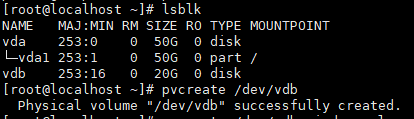 [root@localhost ~]# lsblk
NAME   MAJ:MIN RM SIZE RO TYPE MOUNTPOINT
vda    253:0    0  50G  0 disk
└─vda1 253:1    0  50G  0 part /
vdb    253:16   0  20G  0 disk
[root@localhost ~]# pvcreate /dev/vdb
  Physical volume "/dev/vdb" successfully created.